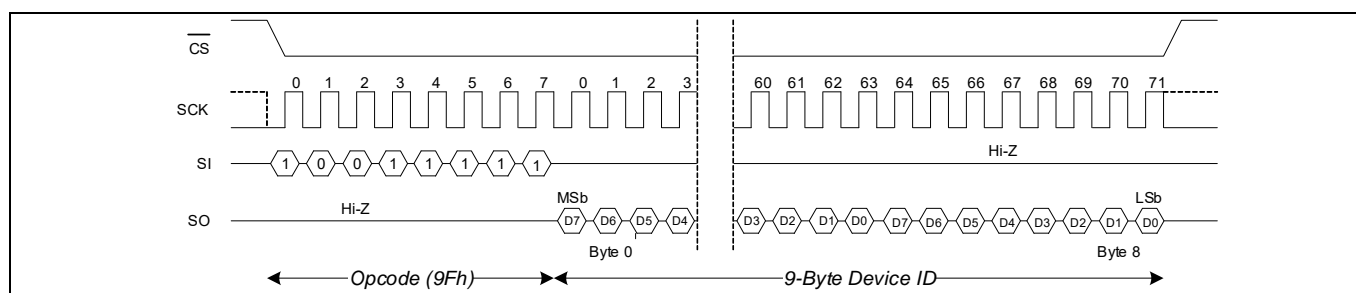 CS
0 1 2 3 4 5 6 7 0 1 2 3 60 61 62 63 64 65 66 67 68 69 70 71
SCK
Hi-Z
SI 1 0 0 1 1 1 1 1
MSb LSb
Hi-Z
SO D7 D6 D5 D4 D3 D2 D1 D0 D7 D6 D5 D4 D3 D2 D1 D0
Byte 0 Byte 8
Opcode (9Fh) 9-Byte Device ID